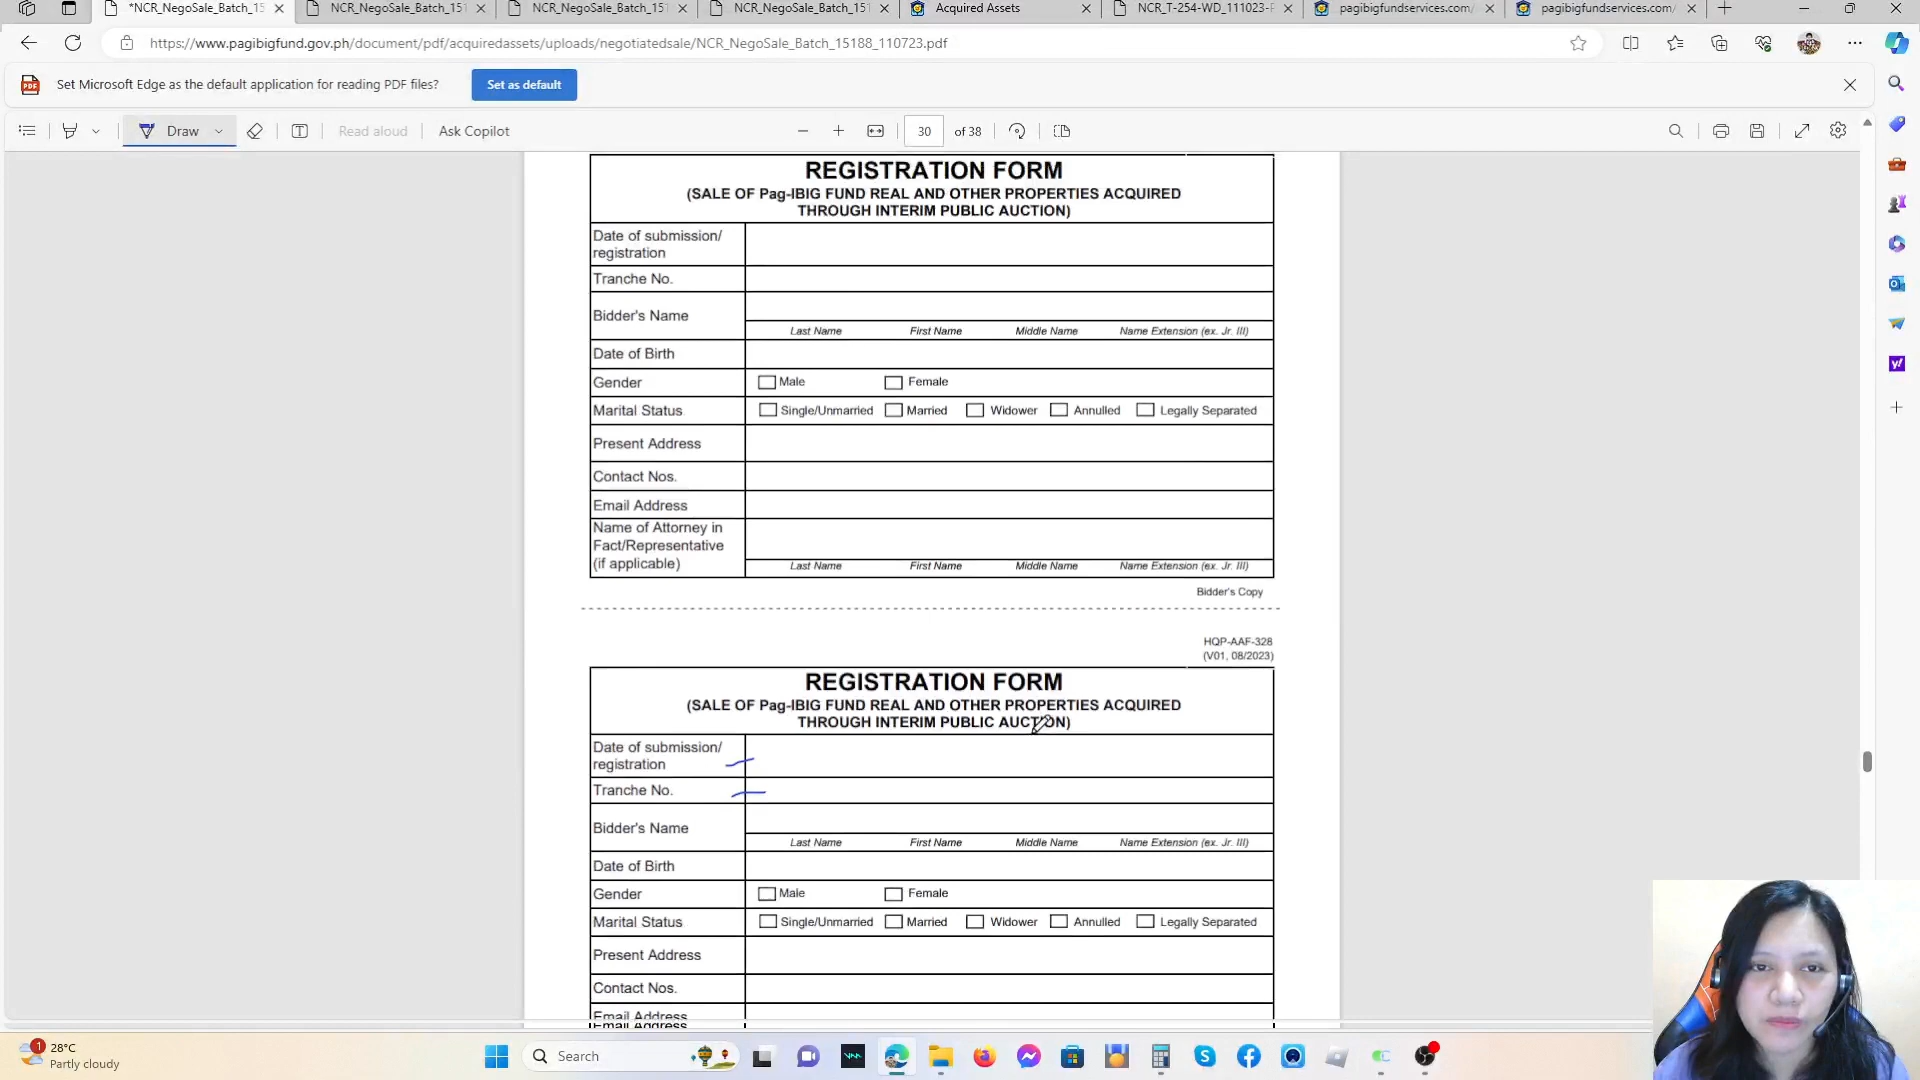 *NCR_NegoSale_Batch_15
NCR_NegoSale_Batch_151
NCR_NegoSale_Batch_151
NCR_NegoSale_Batch_151
Acquired Assets
NCR_T-254-WD_111023-F
pagibigfundservices.com/
pagibigfundservices.com/
https://www.pagibigfund.gov.ph/document/pdf/acquiredassets/uploads/negotiatedsale/NCR_NegoSale_Batch_15188_110723.pdf
Set Microsoft Edge as the default application for reading PDF files?
Set as default
Draw
Read aloud
Ask Copilot
30 of 38
REGISTRATION FORM
(SALE OF Pag-IBIG FUND REAL AND OTHER PROPERTIES ACQUIRED
THROUGH INTERIM PUBLIC AUCTION)
Date of submission/
registration
Tranche No.
Bidder's Name
Last Name First Name Middle Name Name Extension (ex. Jr. III)
Date of Birth
Gender Male Female
Marital Status Single/Unmarried Married Widower Annulled Legally Separated
Present Address
Contact Nos.
Email Address
Name of Attorney in
Fact/Representative
(if applicable)
Last Name First Name Middle Name Name Extension (ex. Jr. III)
Bidder's Copy
HQP-AAF-328
(V01, 08/2023)
REGISTRATION FORM
(SALE OF Pag-IBIG FUND REAL AND OTHER PROPERTIES ACQUIRED
THROUGH INTERIM PUBLIC AUCTION)
Date of submission/
registration
Tranche No.
Bidder's Name
Last Name First Name Middle Name Name Extension (ex. Jr. III)
Date of Birth
Gender Male Female
Marital Status Single/Unmarried Married Widower Annulled Legally Separated
Present Address
Contact Nos.
Email Address
Email Address
1
28°C
Partly cloudy
Search